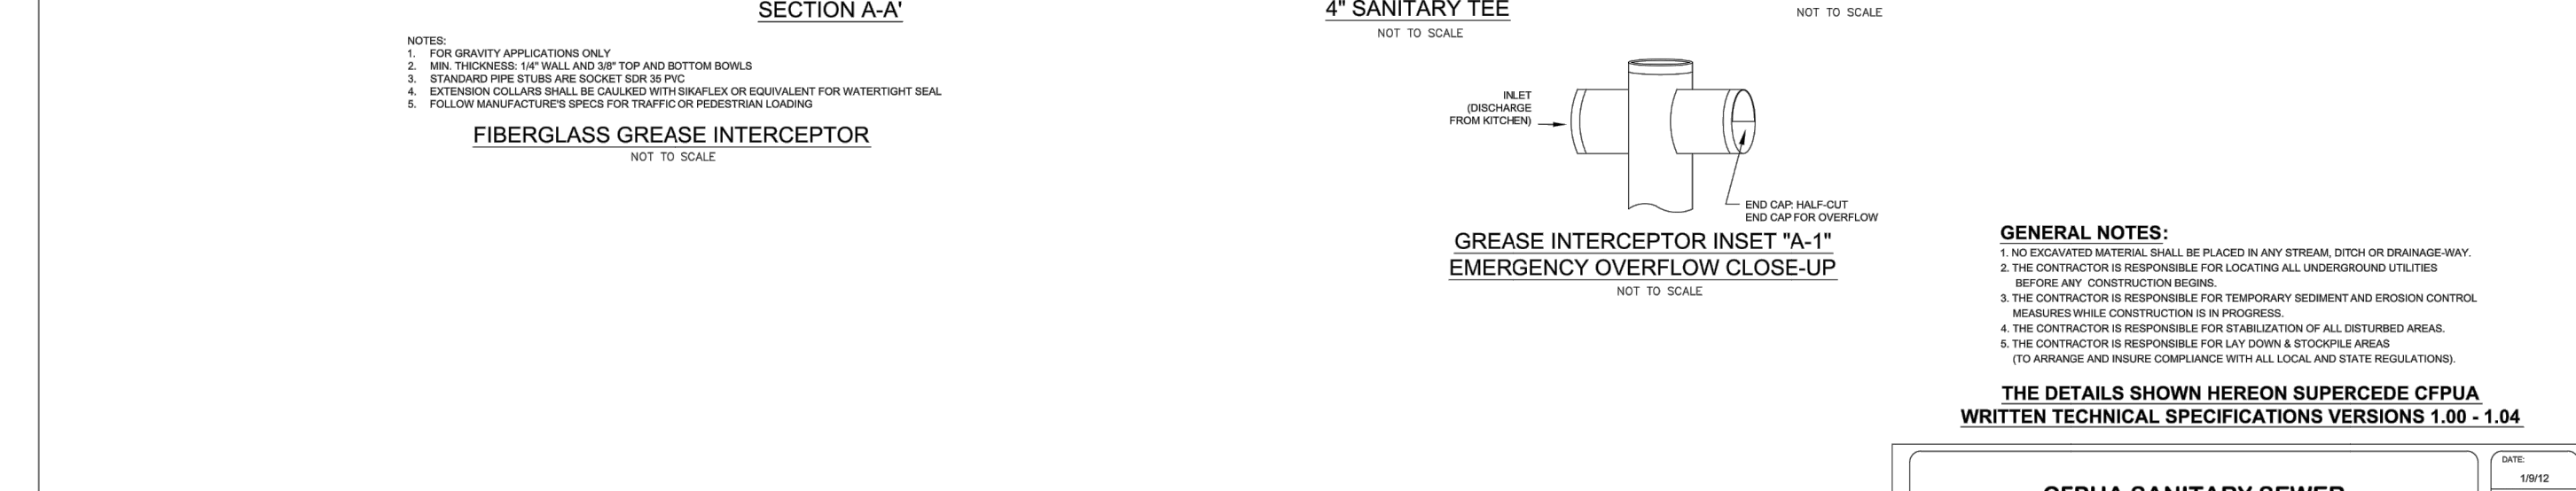 SECTION A-A'
NOTES:
1. FOR GRAVITY APPLICATIONS ONLY
2. MIN. THICKNESS: 1/4" WALL AND 3/8" TOP AND BOTTOM BOWLS
3. STANDARD PIPE STUBS ARE SOCKET SDR 35 PVC
4. EXTENSION COLLARS SHALL BE CAULKED WITH SIKAFLEX OR EQUIVALENT FOR WATERTIGHT SEAL
5. FOLLOW MANUFACTURE'S SPECS FOR TRAFFIC OR PEDESTRIAN LOADING
FIBERGLASS GREASE INTERCEPTOR
NOT TO SCALE
4" SANITARY TEE
NOT TO SCALE
NOT TO SCALE
INLET
(DISCHARGE
FROM KITCHEN)
END CAP: HALF-CUT
END CAP FOR OVERFLOW
GREASE INTERCEPTOR INSET "A-1"
EMERGENCY OVERFLOW CLOSE-UP
NOT TO SCALE
GENERAL NOTES:
1. NO EXCAVATED MATERIAL SHALL BE PLACED IN ANY STREAM, DITCH OR DRAINAGE-WAY.
2. THE CONTRACTOR IS RESPONSIBLE FOR LOCATING ALL UNDERGROUND UTILITIES
BEFORE ANY CONSTRUCTION BEGINS.
3. THE CONTRACTOR IS RESPONSIBLE FOR TEMPORARY SEDIMENT AND EROSION CONTROL
MEASURES WHILE CONSTRUCTION IS IN PROGRESS.
4. THE CONTRACTOR IS RESPONSIBLE FOR STABILIZATION OF ALL DISTURBED AREAS.
5. THE CONTRACTOR IS RESPONSIBLE FOR LAY DOWN & STOCKPILE AREAS
(TO ARRANGE AND INSURE COMPLIANCE WITH ALL LOCAL AND STATE REGULATIONS).
THE DETAILS SHOWN HEREON SUPERCEDE CFPUA
WRITTEN TECHNICAL SPECIFICATIONS VERSIONS 1.00 - 1.04
DATE:
1/9/12
CFPUA SANITARY SEWER